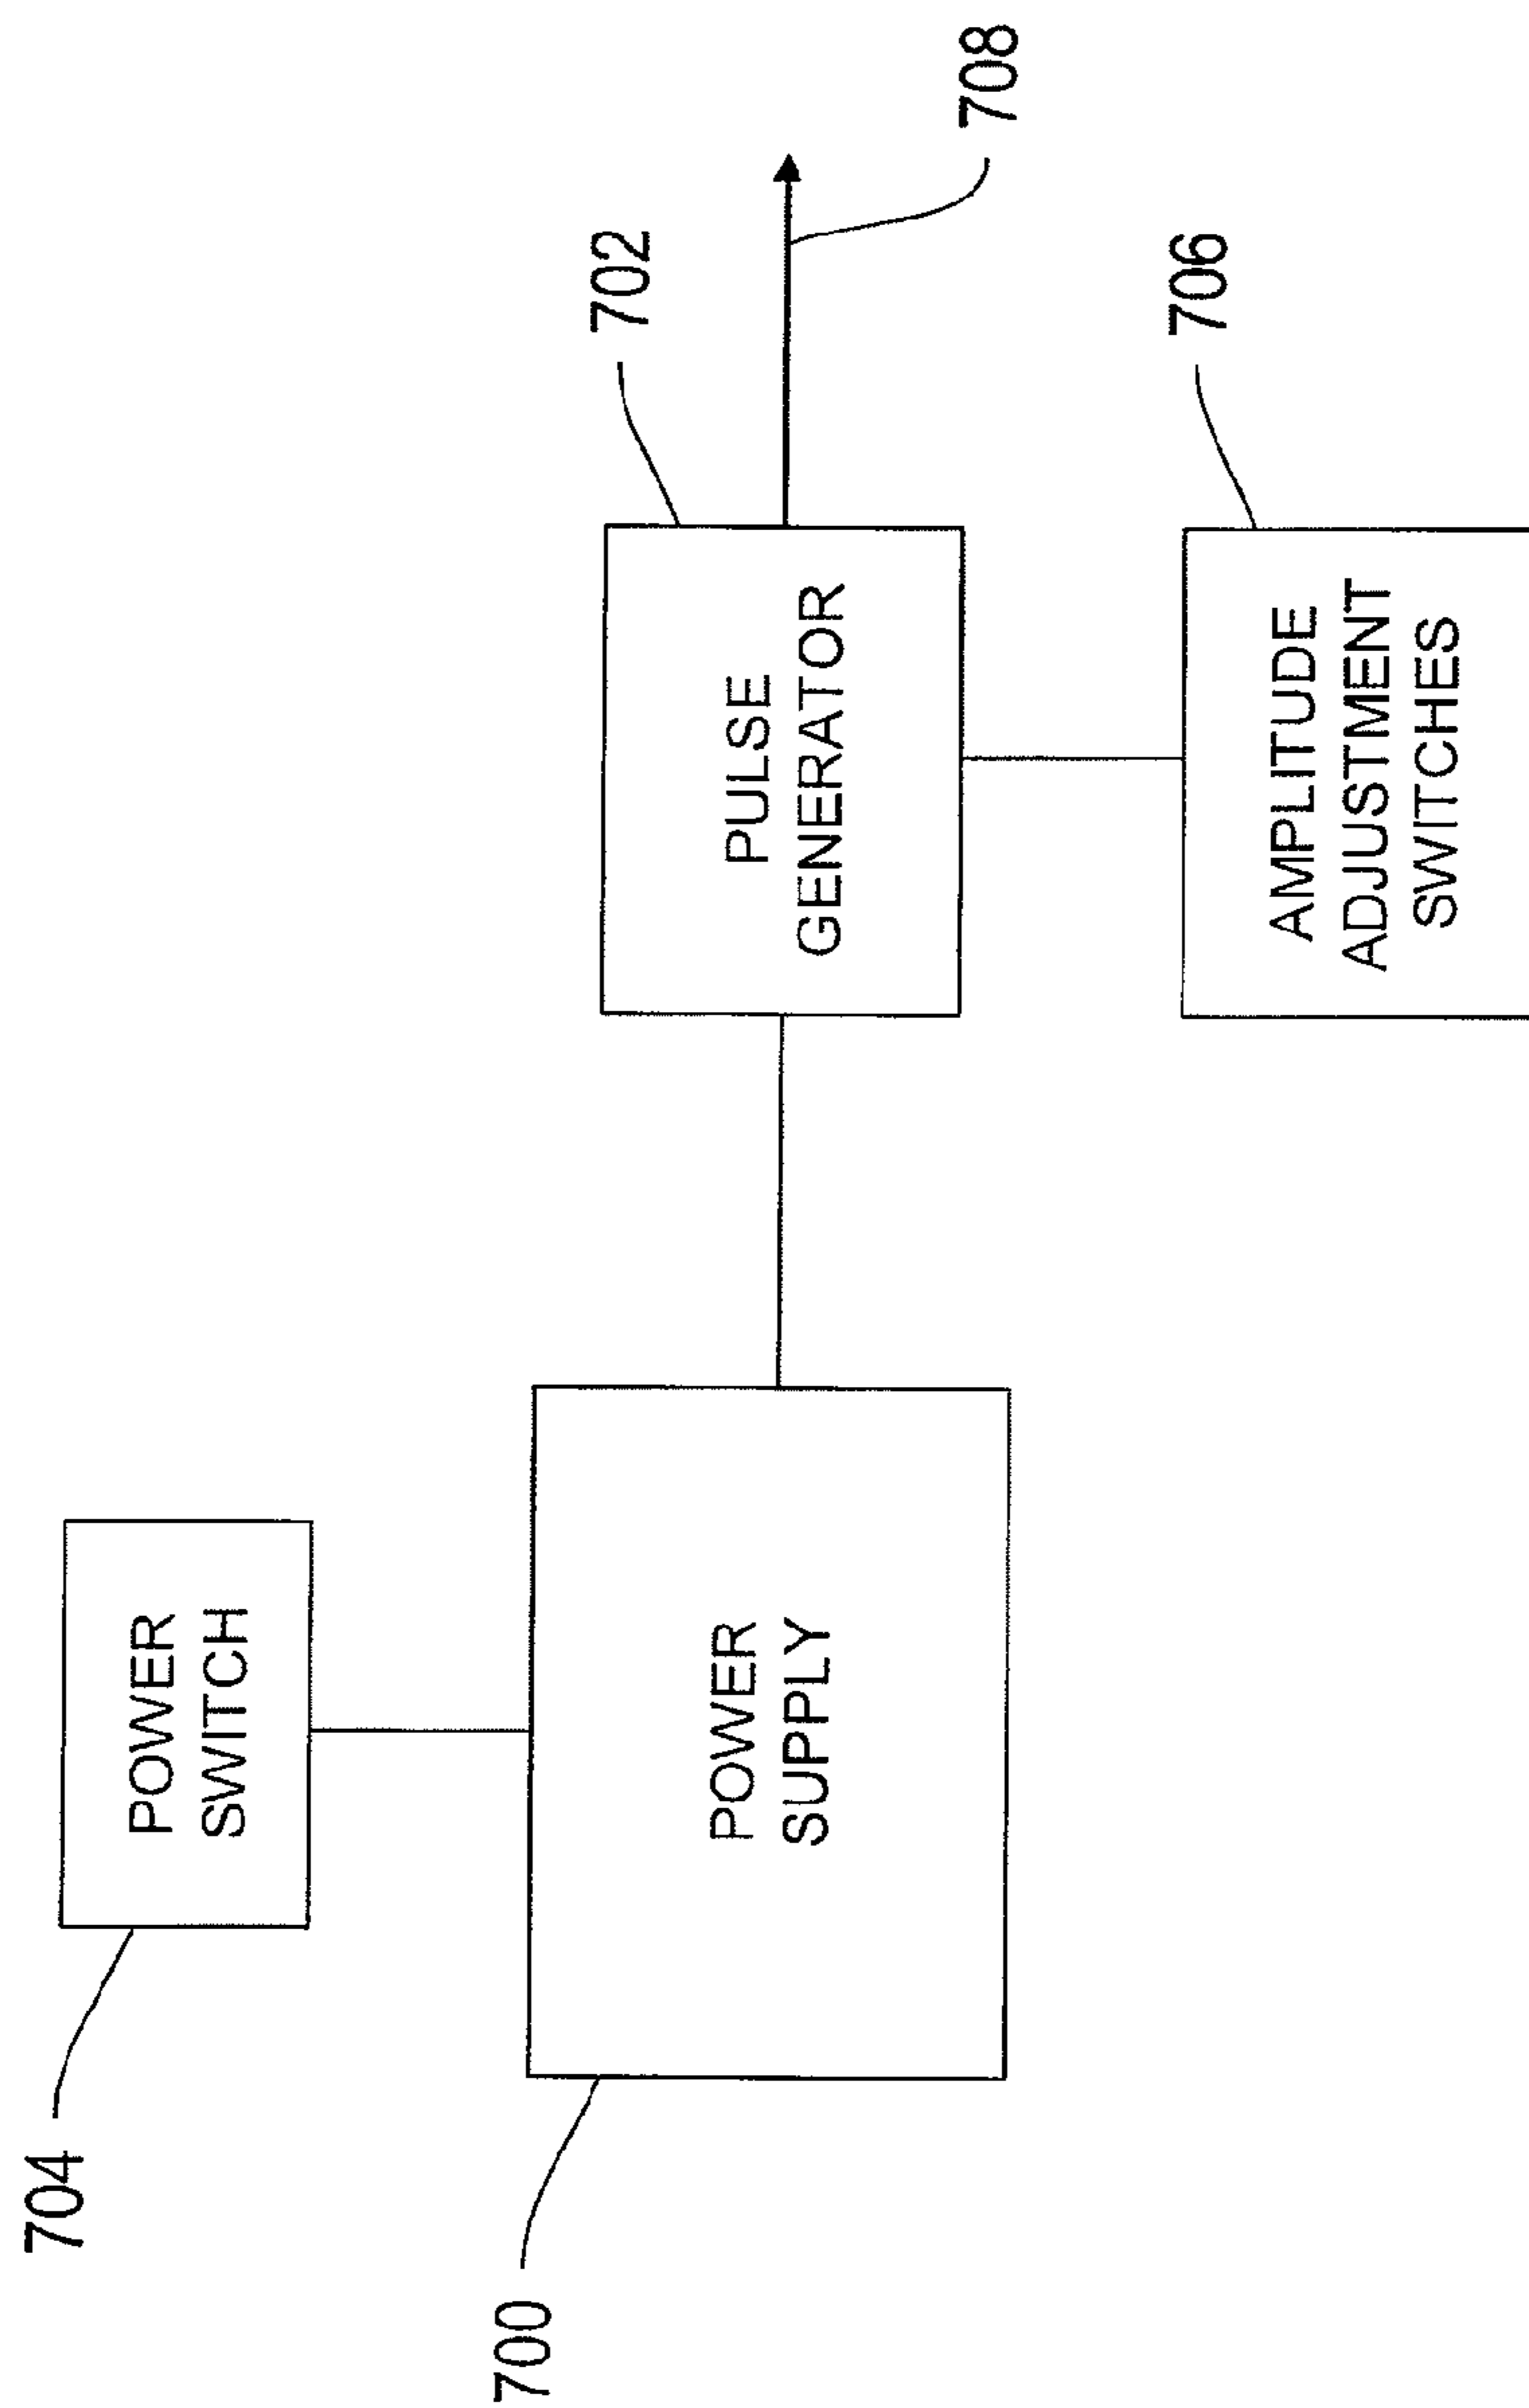 704
POWER
SWITCH
700
POWER
SUPPLY
702
PULSE
GENERATOR
708
706
AMPLITUDE
ADJUSTMENT
SWITCHES